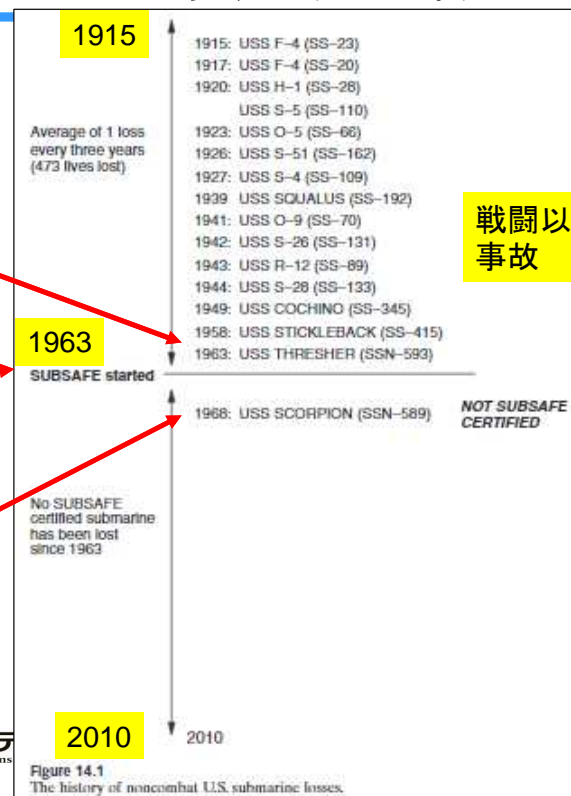 1915
1915: USS F–4 (SS–23)
1917: USS F–4 (SS–20)
1920: USS H–1 (SS–28)
USS S–5 (SS–110)
1923: USS O–5 (SS–66)
1926: USS S–51 (SS–162)
1927: USS S–4 (SS–109)
1939 USS SQUALUS (SS–192)
1941: USS O–9 (SS–70)
1942: USS S–26 (SS–131)
1943: USS R–12 (SS–89)
1944: USS S–28 (SS–133)
1949: USS COCHINO (SS–345)
1958: USS STICKLEBACK (SS–415)
1963: USS THRESHER (SSN–593)
Average of 1 loss
every three years
(473 lives lost)
戦闘以
事故
1963
SUBSAFE started
1968: USS SCORPION (SSN–589)
NOT SUBSAFE
CERTIFIED
No SUBSAFE
certified submarine
has been lost
since 1963
2010
2010
Figure 14.1
The history of noncombat U.S. submarine losses.